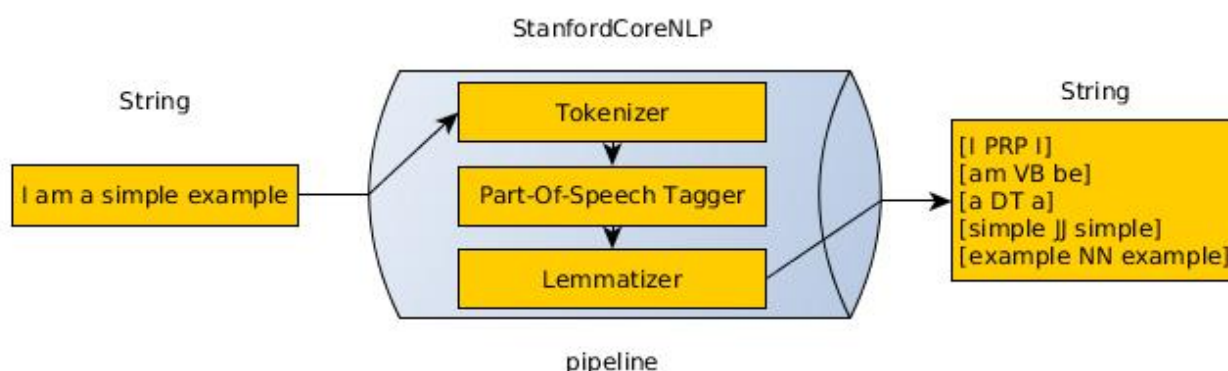 StanfordCoreNLP
String
I am a simple example
Tokenizer
Part-Of-Speech Tagger
Lemmatizer
String
[I PRP I]
[am VB be]
[a DT a]
[simple JJ simple]
[example NN example]
pipeline